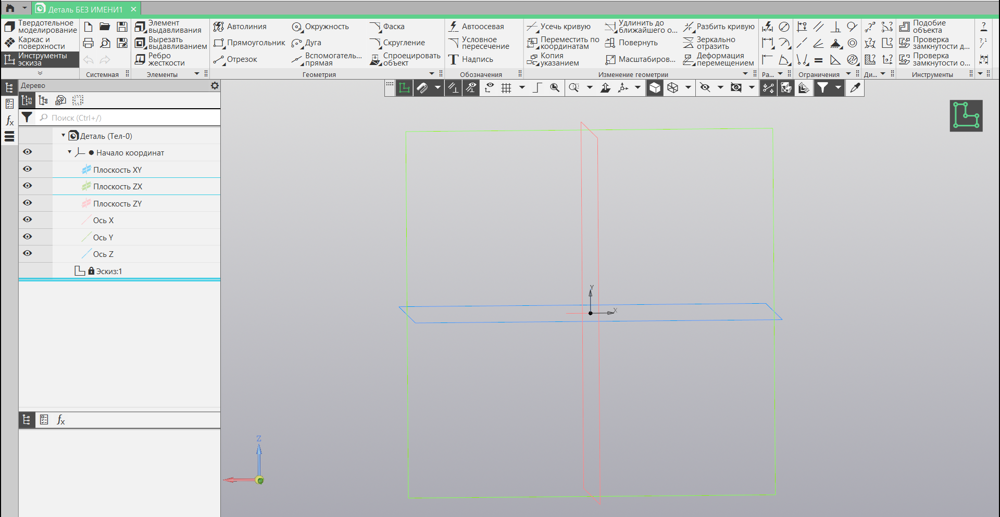 Деталь БЕЗ ИМЕНИ1
Твердотельное
моделирование
Каркас и
поверхности
Инструменты
эскиза
Системная
Элемент
выдавливания
Вырезать
выдавливанием
Ребро
жесткости
Элементы
Автолиния
Прямоугольник
Отрезок
Окружность
Дуга
Вспомогатель...
прямая
Фаска
Скругление
Спроецировать
объект
Геометрия
Автоосевая
Условное
пересечение
Надпись
Обозначения
Усечь кривую
Переместить по
координатам
Копия
указанием
Удлинить до
ближайшего о...
Повернуть
Масштабиров...
Разбить кривую
Зеркально
отразить
Деформация
перемещением
Изменение геометрии
Ра...
Ограничения
Ди...
Подобие
объекта
Проверка
замкнутости д...
Проверка
замкнутости о...
Инструменты
Дерево
Поиск (Ctrl+/)
Деталь (Тел-0)
Начало координат
Плоскость XY
Плоскость ZX
Плоскость ZY
Ось X
Ось Y
Ось Z
Эскиз:1
Y
X
Z